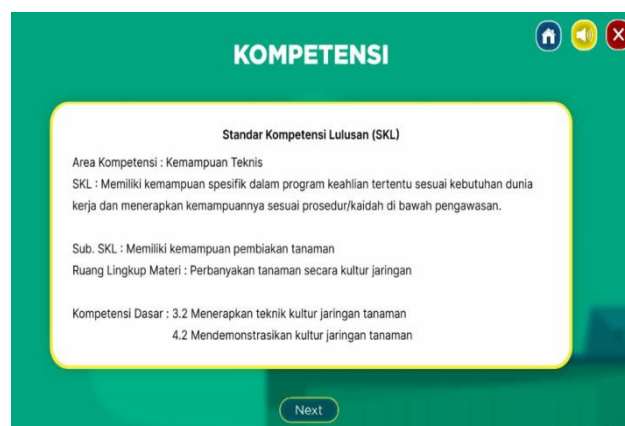 KOMPETENSI
Standar Kompetensi Lulusan (SKL)
Area Kompetensi : Kemampuan Teknis
SKL : Memiliki kemampuan spesifik dalam program keahlian tertentu sesuai kebutuhan dunia
kerja dan menerapkan kemampuannya sesuai prosedur/kaidah di bawah pengawasan.
Sub. SKL : Memiliki kemampuan pembiakan tanaman
Ruang Lingkup Materi : Perbanyakan tanaman secara kultur jaringan
Kompetensi Dasar : 3.2 Menerapkan teknik kultur jaringan tanaman
4.2 Mendemonstrasikan kultur jaringan tanaman
Next